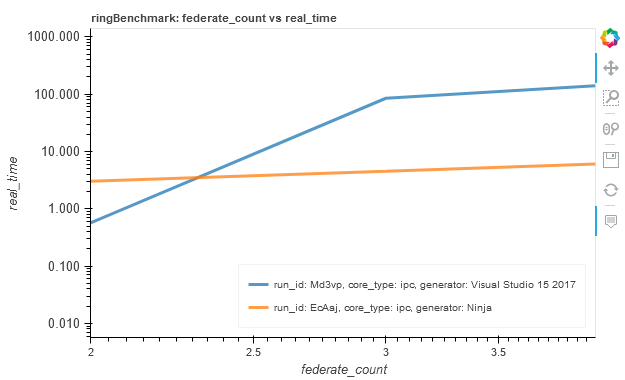 ringBenchmark: federate_count vs real_time
1000.000
100.000
10.000
1.000
0.100
0.010
real_time
run_id: Md3vp, core_type: ipc, generator: Visual Studio 15 2017
run_id: EcAaj, core_type: ipc, generator: Ninja
2
2.5
3
3.5
federate_count